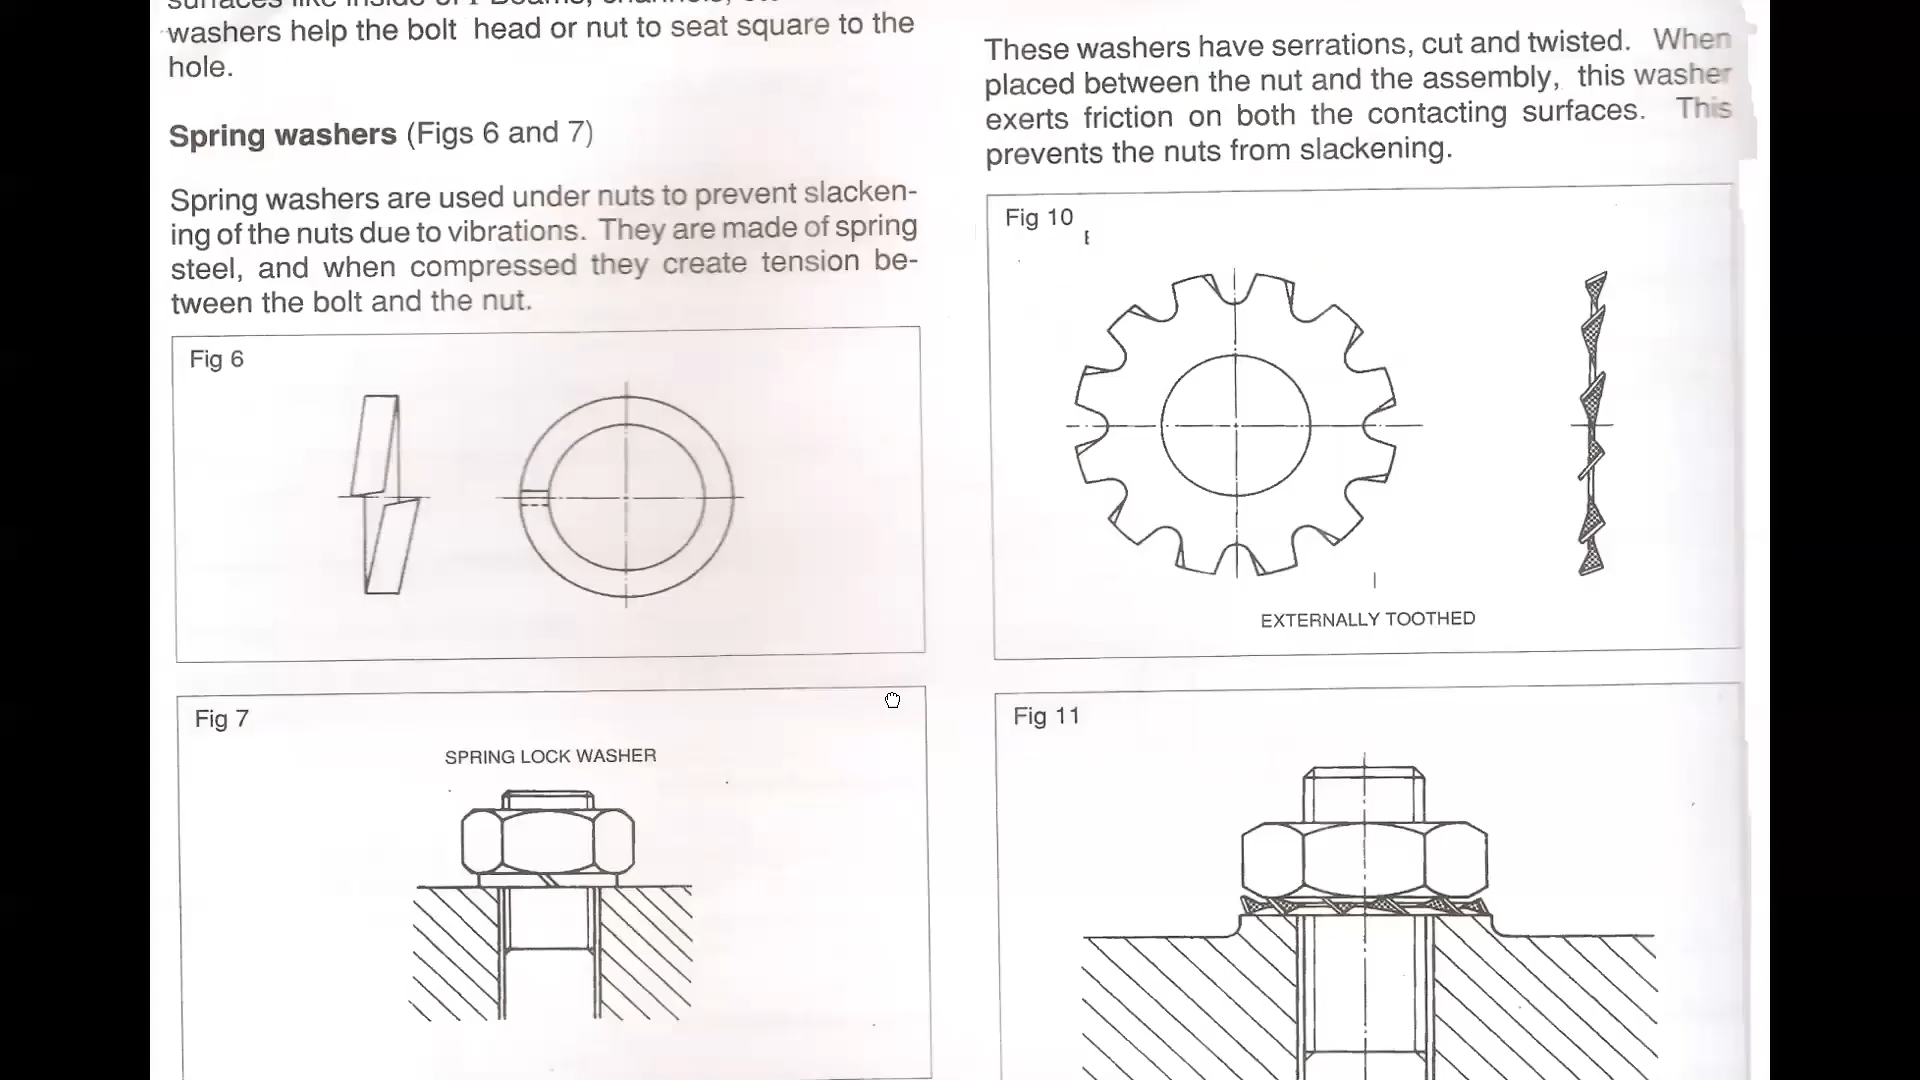 washers help the bolt head or nut to seat square to the
hole.
Spring washers (Figs 6 and 7)
Spring washers are used under nuts to prevent slacken-
ing of the nuts due to vibrations. They are made of spring
steel, and when compressed they create tension be-
tween the bolt and the nut.
Fig 6
Fig 7
SPRING LOCK WASHER
These washers have serrations, cut and twisted. When
placed between the nut and the assembly, this washer
exerts friction on both the contacting surfaces. This
prevents the nuts from slackening.
Fig 10
EXTERNALLY TOOTHED
Fig 11